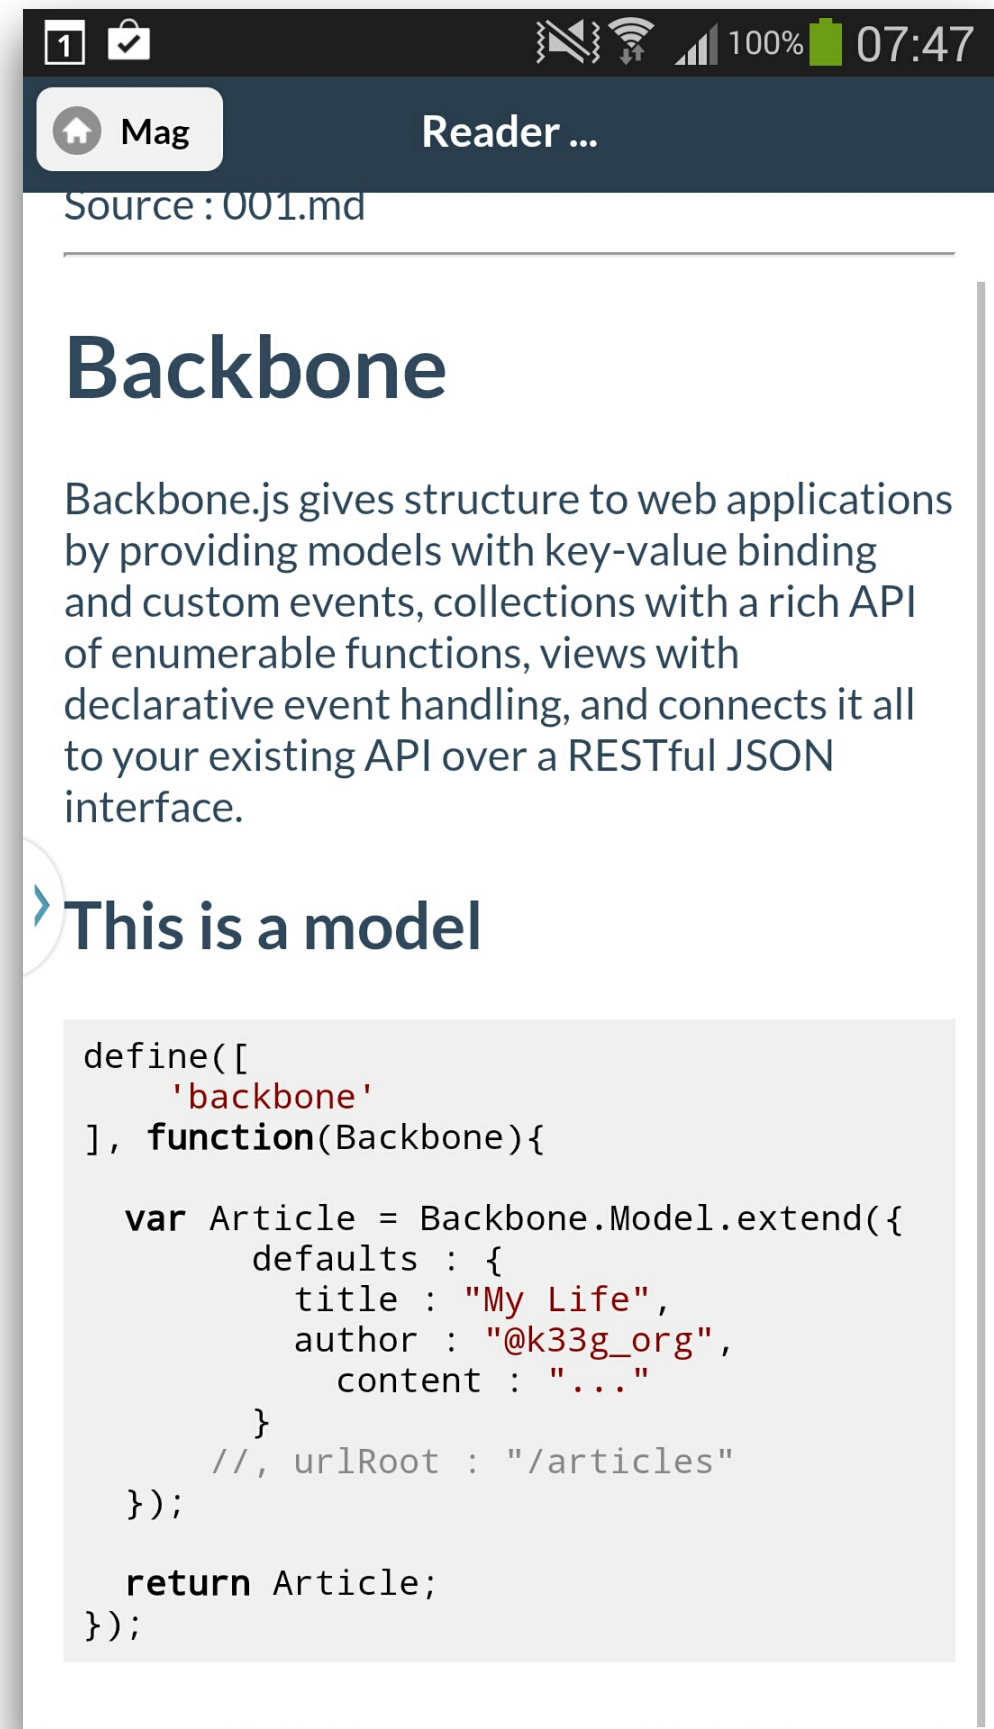 1
100%
07:47
Mag
Reader ...
Source : 001.md
Backbone
Backbone.js gives structure to web applications
by providing models with key-value binding
and custom events, collections with a rich API
of enumerable functions, views with
declarative event handling, and connects it all
to your existing API over a RESTful JSON
interface.
This is a model
define([
    'backbone'
], function(Backbone){
  var Article = Backbone.Model.extend({
        defaults : {
          title : "My Life",
          author : "@k33g_org",
            content : "..."
        }
      //, urlRoot : "/articles"
  });
  return Article;
});